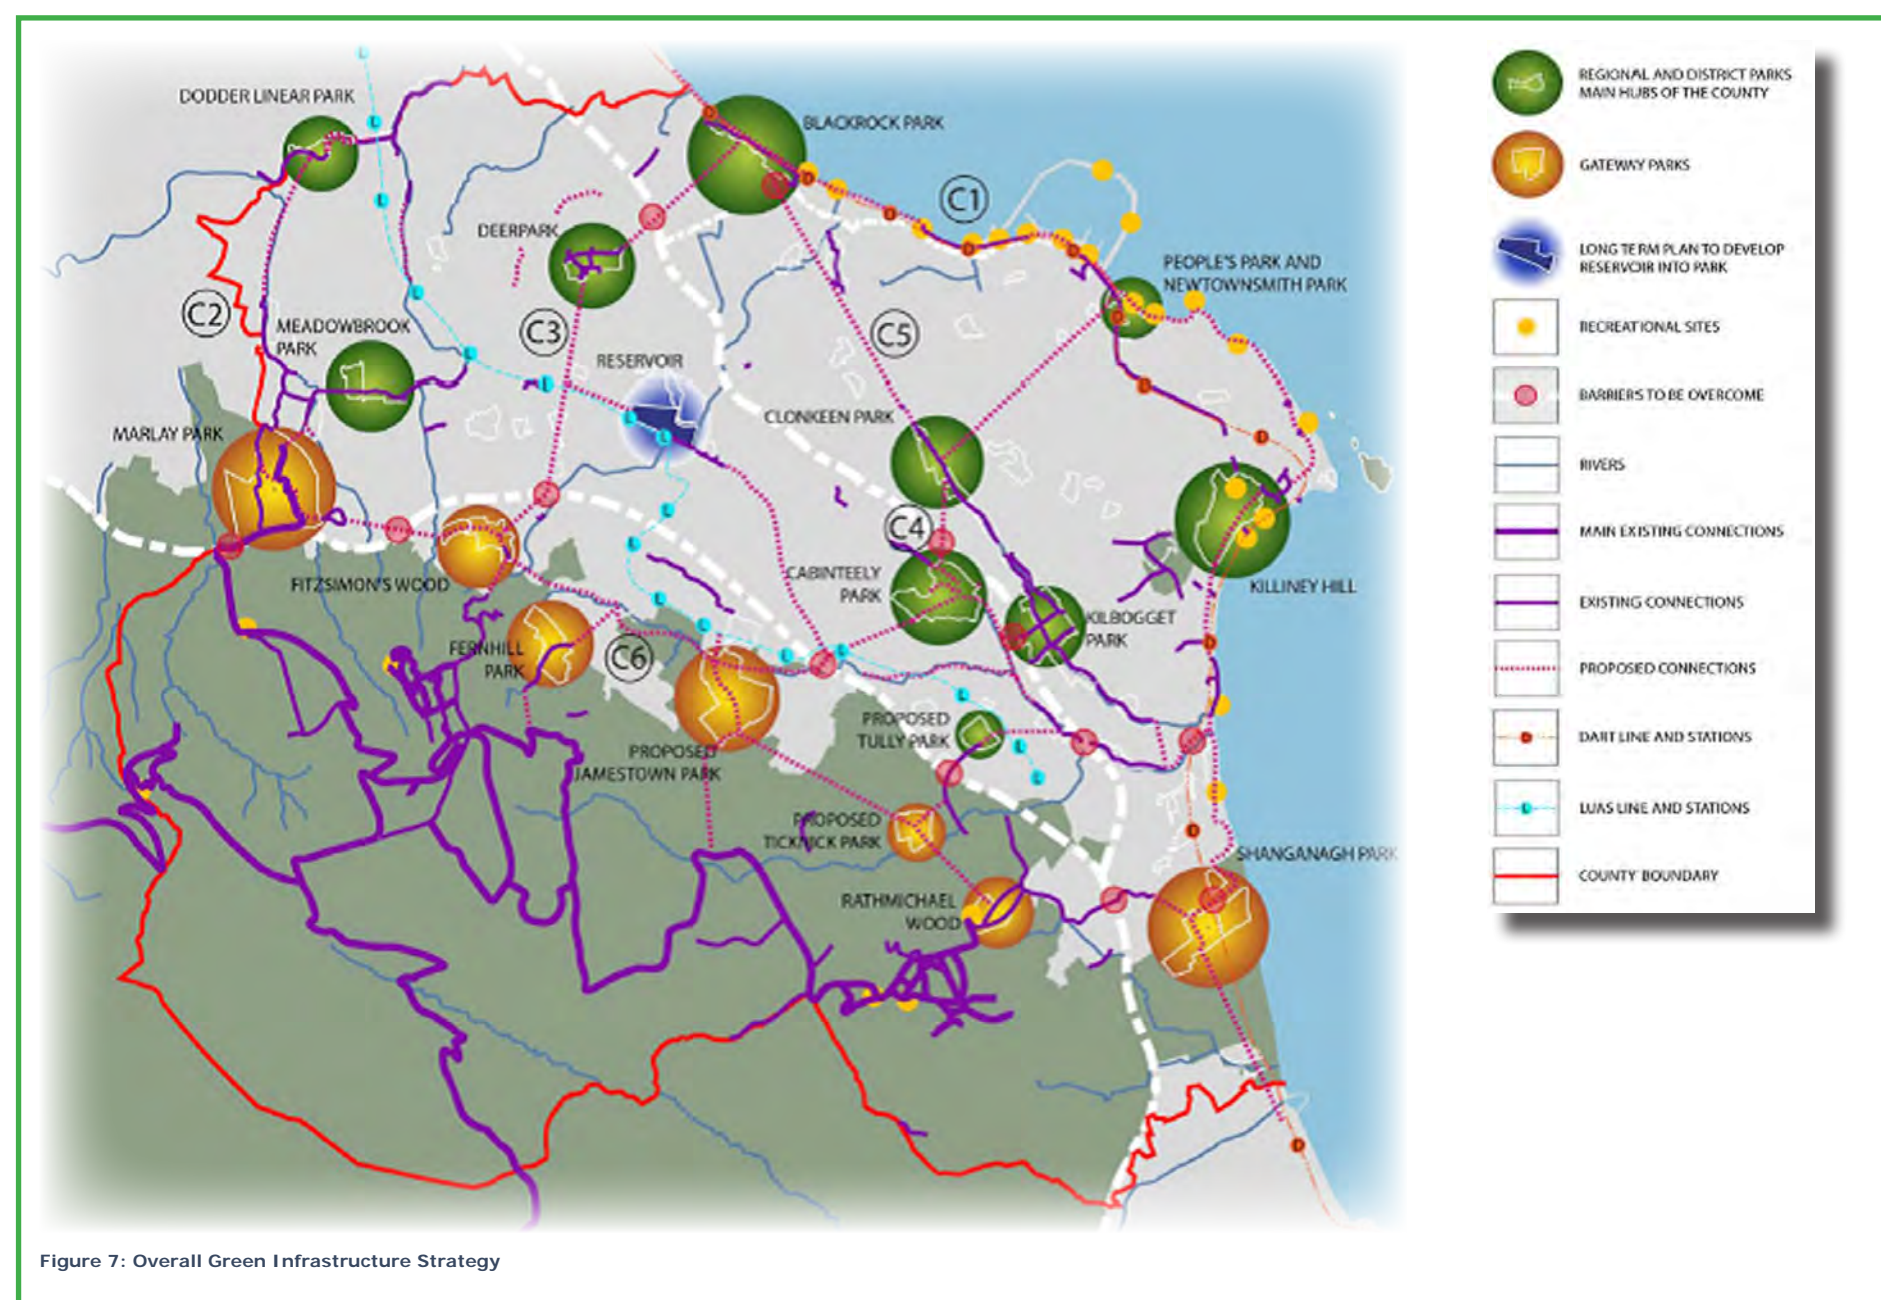 DODDER LINEAR PARK
BLACKROCK PARK
C1
DEERPARK
PEOPLE'S PARK AND
NEWTOWNSMITH PARK
C2
MEADOWBROOK
PARK
C3
C5
RESERVOIR
CLONKEEN PARK
MARLAY PARK
C4
FITZSIMON'S WOOD
CABINTEELY
PARK
KILLINEY HILL
KILBOGGET
PARK
FERNHILL
PARK
C6
PROPOSED
TULLY PARK
PROPOSED
JAMESTOWN PARK
PROPOSED
TICKNICK PARK
SHANGANAGH PARK
RATHMICHAEL
WOOD
REGIONAL AND DISTRICT PARKS
MAIN HUBS OF THE COUNTY
GATEWAY PARKS
LONG TERM PLAN TO DEVELOP
RESERVOIR INTO PARK
RECREATIONAL SITES
BARRIERS TO BE OVERCOME
RIVERS
MAIN EXISTING CONNECTIONS
EXISTING CONNECTIONS
PROPOSED CONNECTIONS
D
DART LINE AND STATIONS
L
LUAS LINE AND STATIONS
COUNTY BOUNDARY
Figure 7: Overall Green Infrastructure Strategy